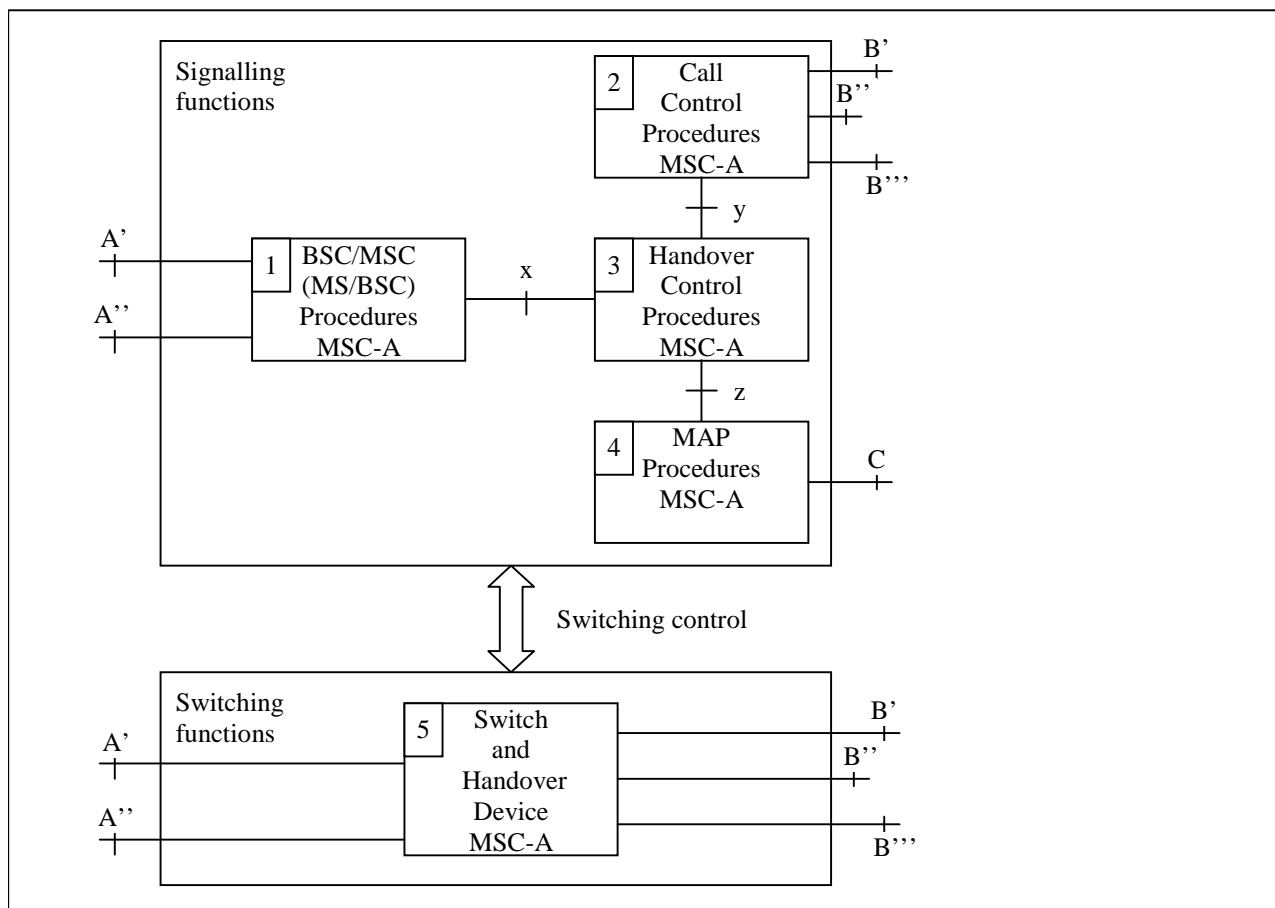 Signalling
functions
2
Call
Control
Procedures
MSC-A
B'
B''
B’’’
y
A'
A’’
1
BSC/MSC
(MS/BSC)
Procedures
MSC-A
x
3
Handover
Control
Procedures
MSC-A
z
4
MAP
Procedures
MSC-A
C
Switching control
Switching
functions
5
Switch
and
Handover
Device
MSC-A
A'
A’’
B'
B''
B’’’